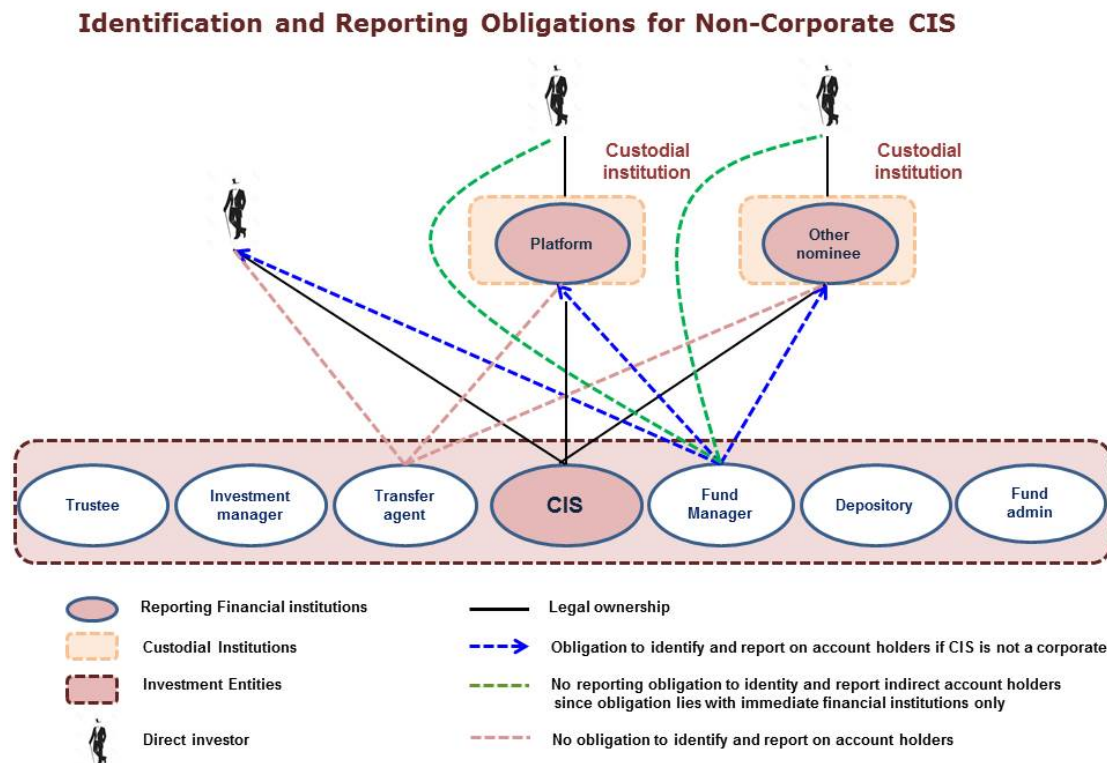 Identification and Reporting Obligations for Non-Corporate CIS
Custodial
institution
Custodial
institution
Platform
Other
nominee
Trustee
Investment
manager
Transfer
agent
CIS
Fund
Manager
Depository
Fund
admin
Reporting Financial institutions
Legal ownership
Custodial Institutions
Obligation to identify and report on account holders if CIS is not a corporate
Investment Entities
No reporting obligation to identity and report indirect account holders
since obligation lies with immediate financial institutions only
Direct investor
No obligation to identify and report on account holders